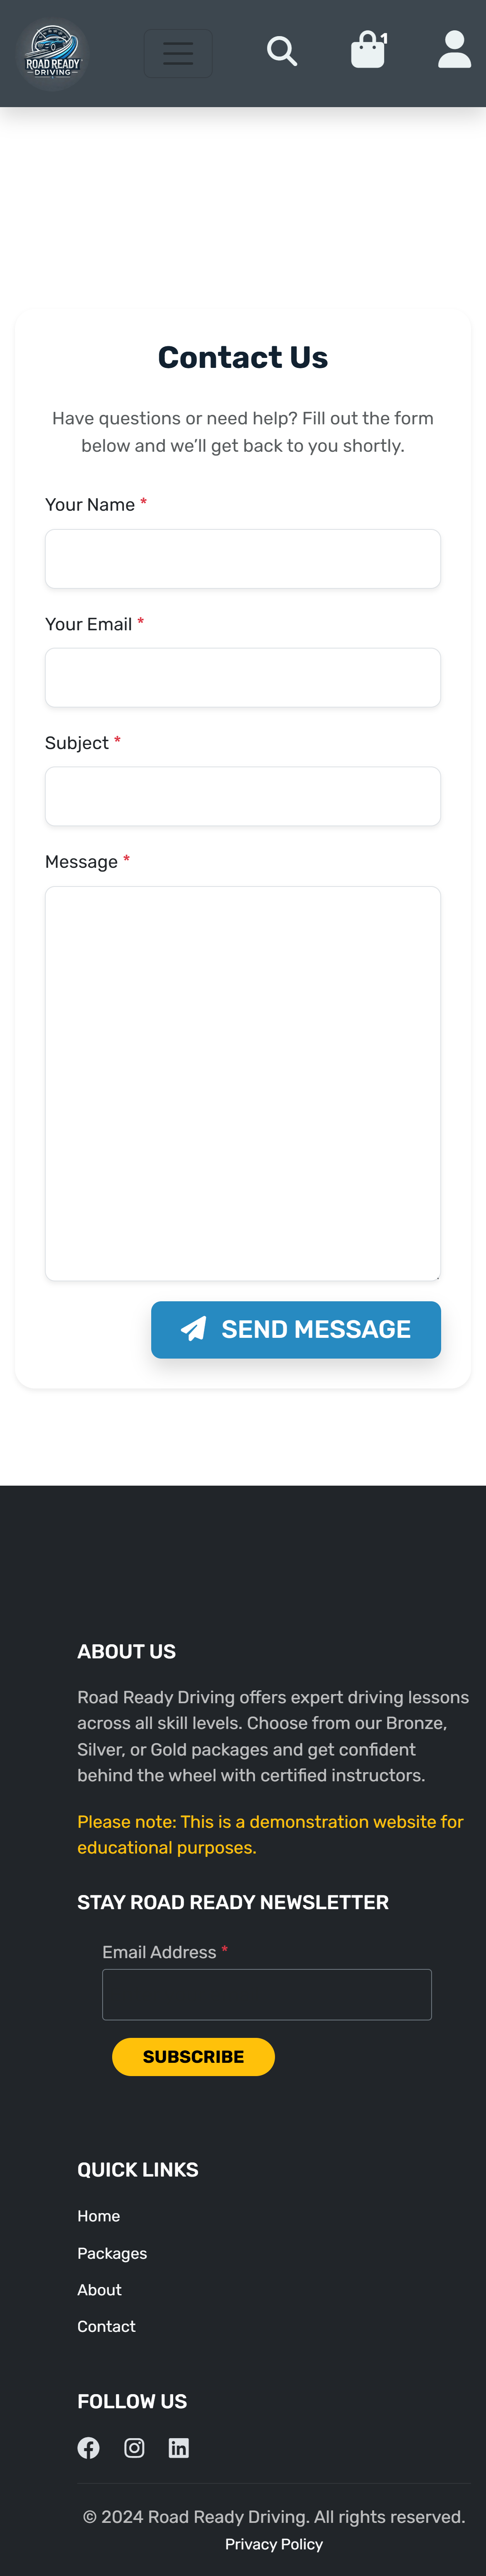 ROAD READY
DRIVING
1
Contact Us
Have questions or need help? Fill out the form
below and we’ll get back to you shortly.
Your Name *
Your Email *
Subject *
Message *
SEND MESSAGE
ABOUT US
Road Ready Driving offers expert driving lessons
across all skill levels. Choose from our Bronze,
Silver, or Gold packages and get confident
behind the wheel with certified instructors.
Please note: This is a demonstration website for
educational purposes.
STAY ROAD READY NEWSLETTER
Email Address *
SUBSCRIBE
QUICK LINKS
Home
Packages
About
Contact
FOLLOW US
© 2024 Road Ready Driving. All rights reserved.
Privacy Policy